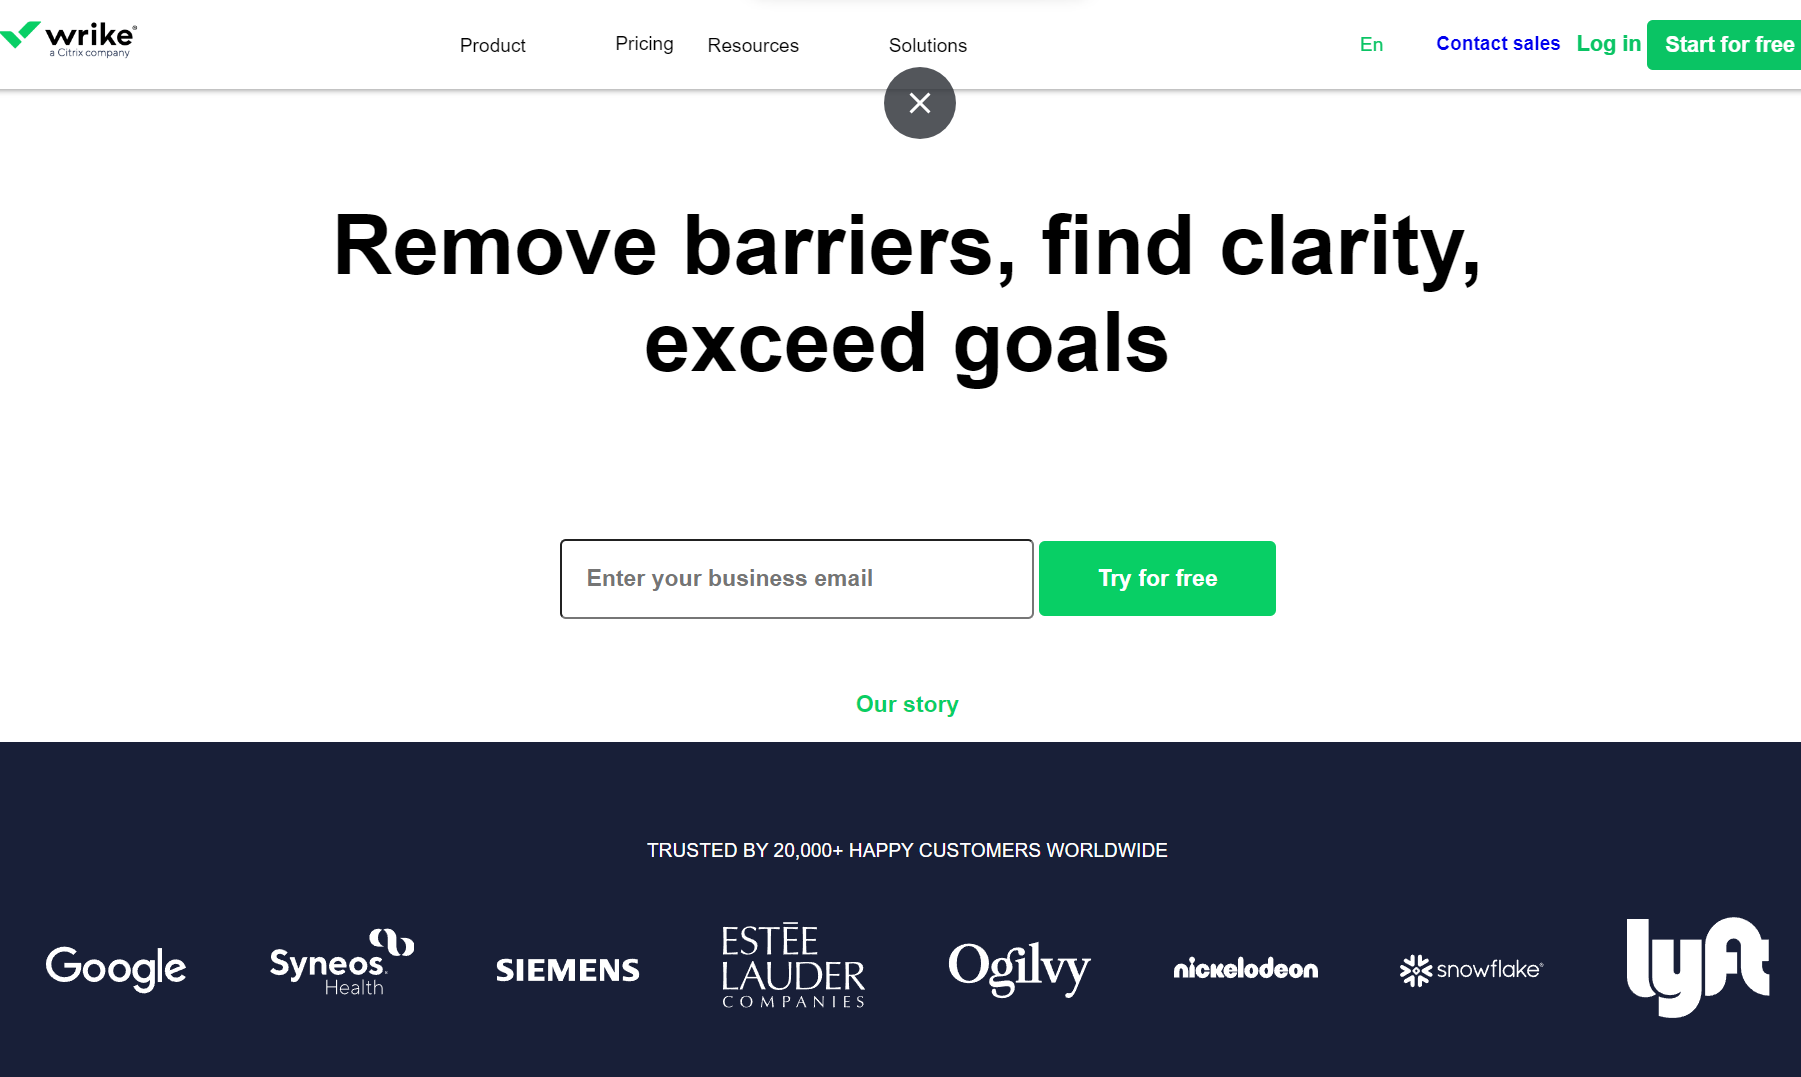 wrike®
a Citrix company
Product
Pricing
Resources
Solutions
En
Contact sales
Log in
Start for free
Remove barriers, find clarity,
exceed goals
Enter your business email
Try for free
Our story
TRUSTED BY 20,000+ HAPPY CUSTOMERS WORLDWIDE
Google
Syneos.
Health
SIEMENS
ESTĒE
LAUDER
COMPANIES
Ogilvy
nickelodeon
snowflake®
lyft